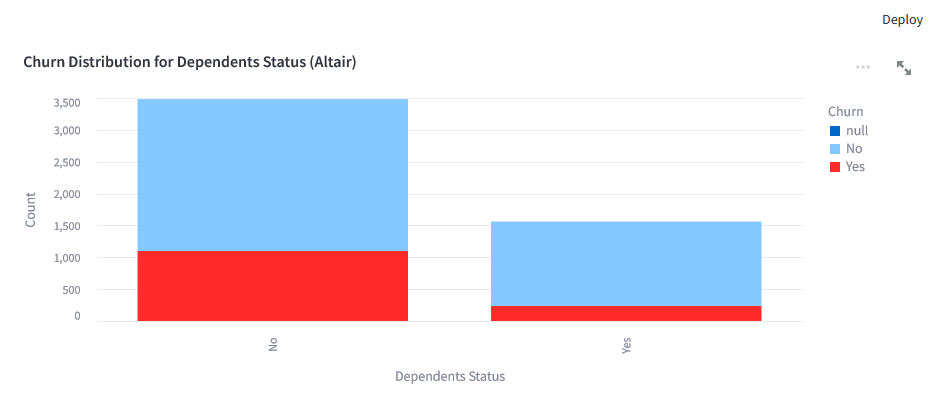 Deploy
Churn Distribution for Dependents Status (Altair)
Churn
null
No
Yes
3,500
3,000
2,500
2,000
1,500
1,000
500
0
Count
No
Yes
Dependents Status